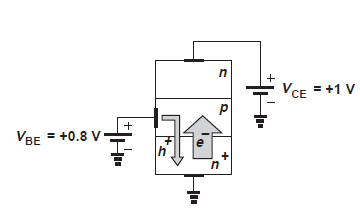 n
+
V_CE = +1 V
−
p
+
V_BE = +0.8 V
−
h+
e−
n+